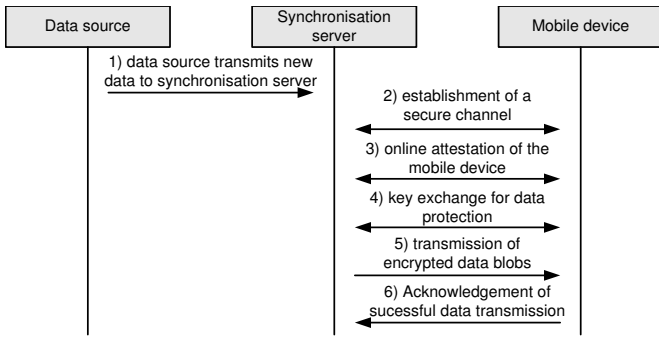 Data source
Synchronisation
server
Mobile device
1) data source transmits new
data to synchronisation server
2) establishment of a
secure channel
3) online attestation of the
mobile device
4) key exchange for data
protection
5) transmission of
encrypted data blobs
6) Acknowledgement of
sucessful data transmission